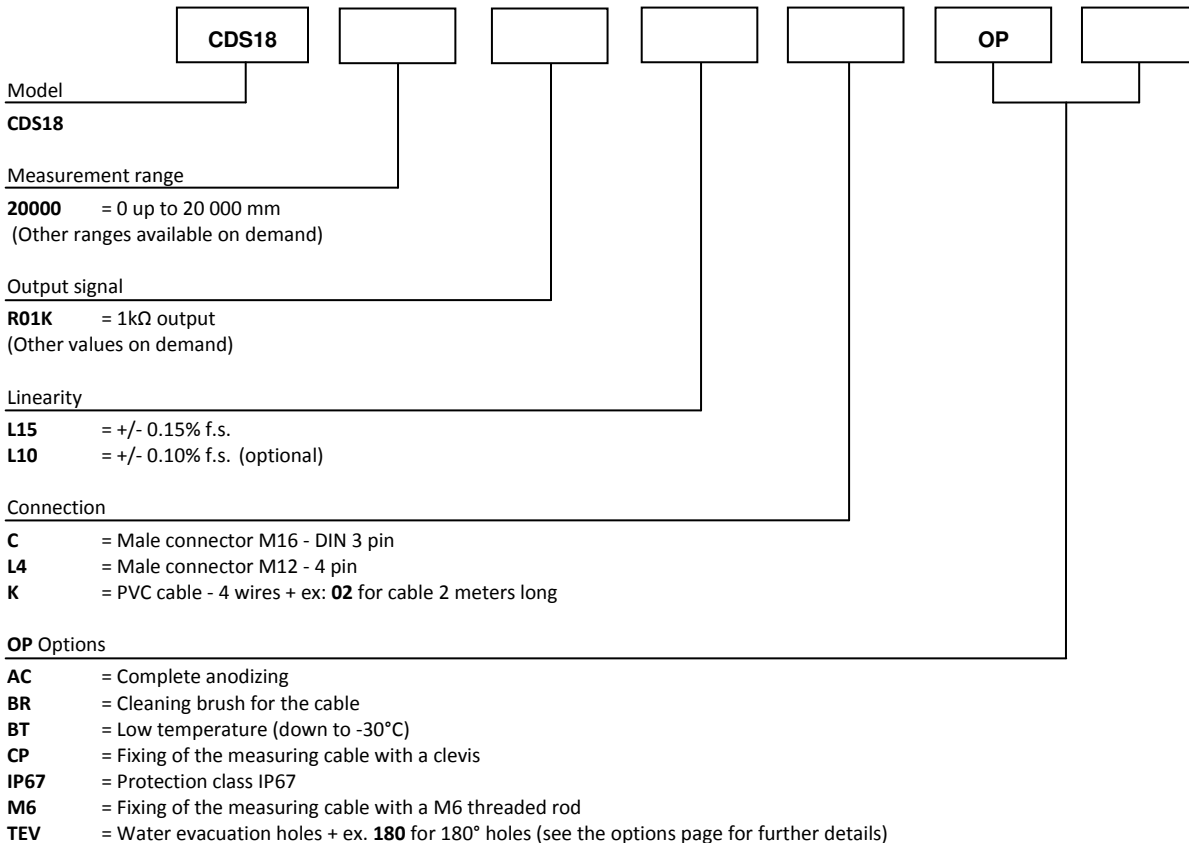 CDS18 OP
Model
CDS18
Measurement range
20000 = 0 up to 20 000 mm
(Other ranges available on demand)
Output signal
R01K = 1kΩ output
(Other values on demand)
Linearity
L15 = +/- 0.15% f.s.
L10 = +/- 0.10% f.s. (optional)
Connection
C = Male connector M16 - DIN 3 pin
L4 = Male connector M12 - 4 pin
K = PVC cable - 4 wires + ex: 02 for cable 2 meters long
OP Options
AC = Complete anodizing
BR = Cleaning brush for the cable
BT = Low temperature (down to -30°C)
CP = Fixing of the measuring cable with a clevis
IP67 = Protection class IP67
M6 = Fixing of the measuring cable with a M6 threaded rod
TEV = Water evacuation holes + ex. 180 for 180° holes (see the options page for further details)